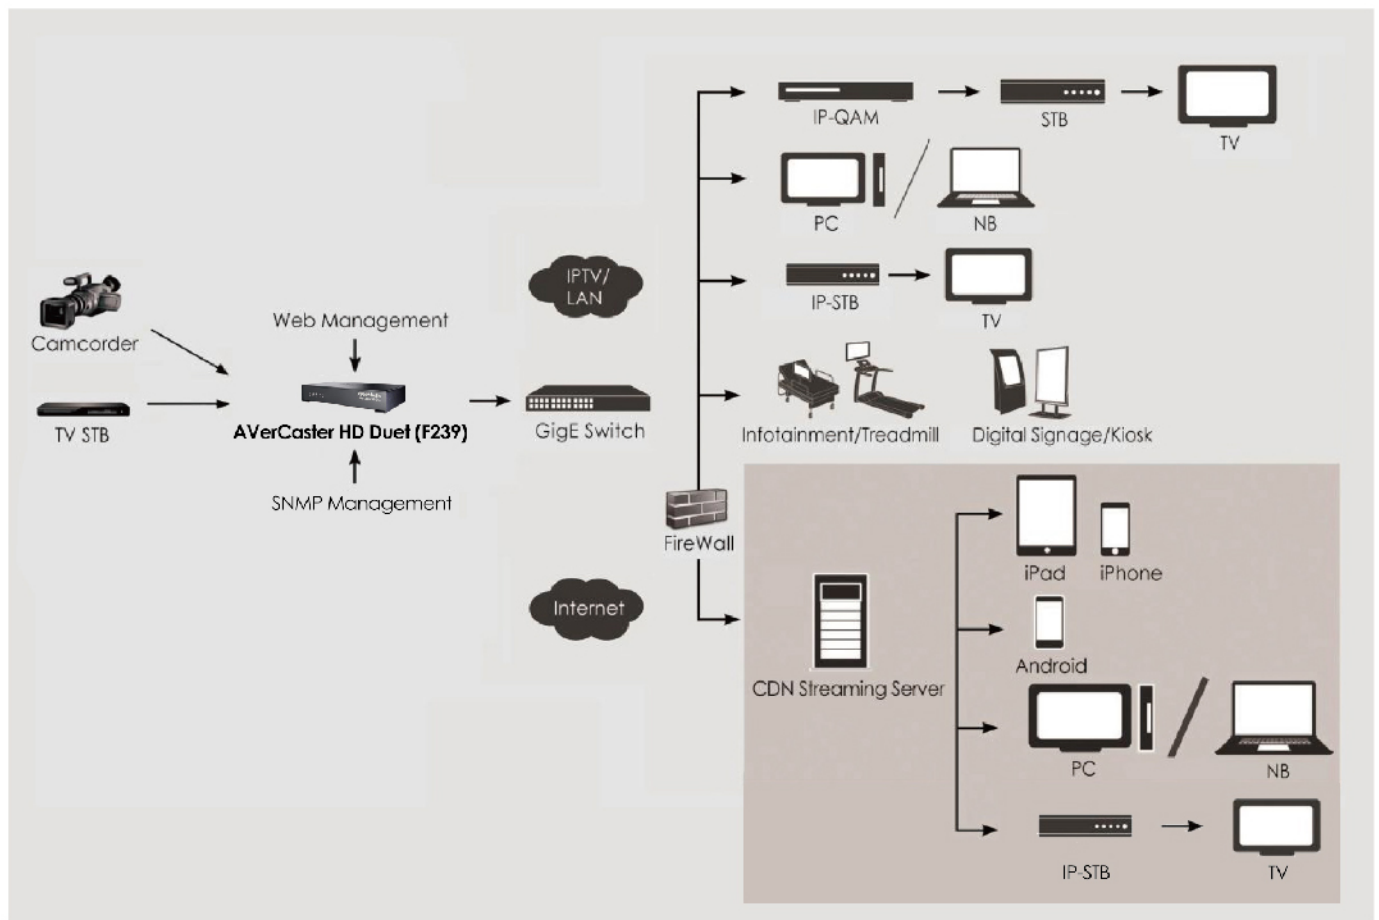 IP-QAM
STB
TV
PC
NB
IPTV/
LAN
IP-STB
TV
Camcorder
Web Management
TV STB
AVerCaster HD Duet (F239)
GigE Switch
Infotainment/Treadmill
Digital Signage/Kiosk
SNMP Management
FireWall
iPad
iPhone
Internet
Android
CDN Streaming Server
PC
NB
IP-STB
TV